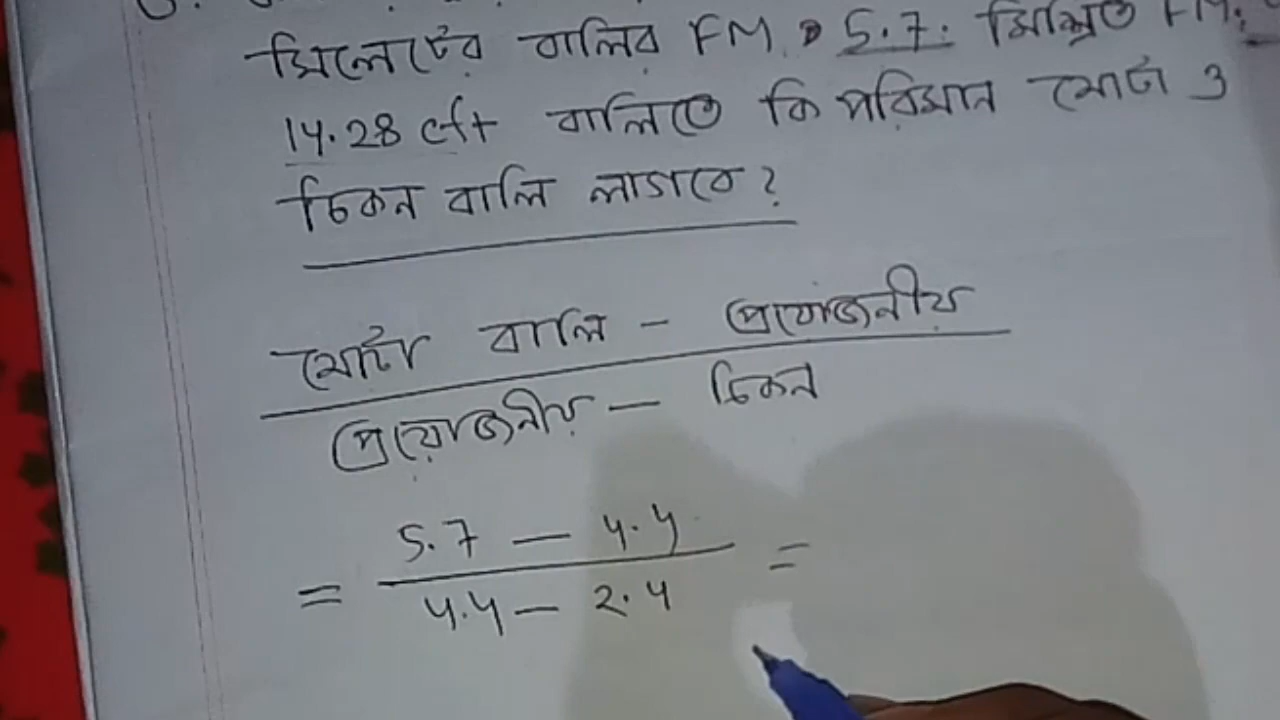 সিলেটের বালির FM 5.7. মিশ্রিত FM.
14.28 cft বালিতে কি পরিমান মোটা ও
চিকন বালি লাগবে?
মোটা বালি - প্রয়োজনীয়
প্রয়োজনীয় - চিকন
= 5.7 - 4.4 =
4.4 - 2.4